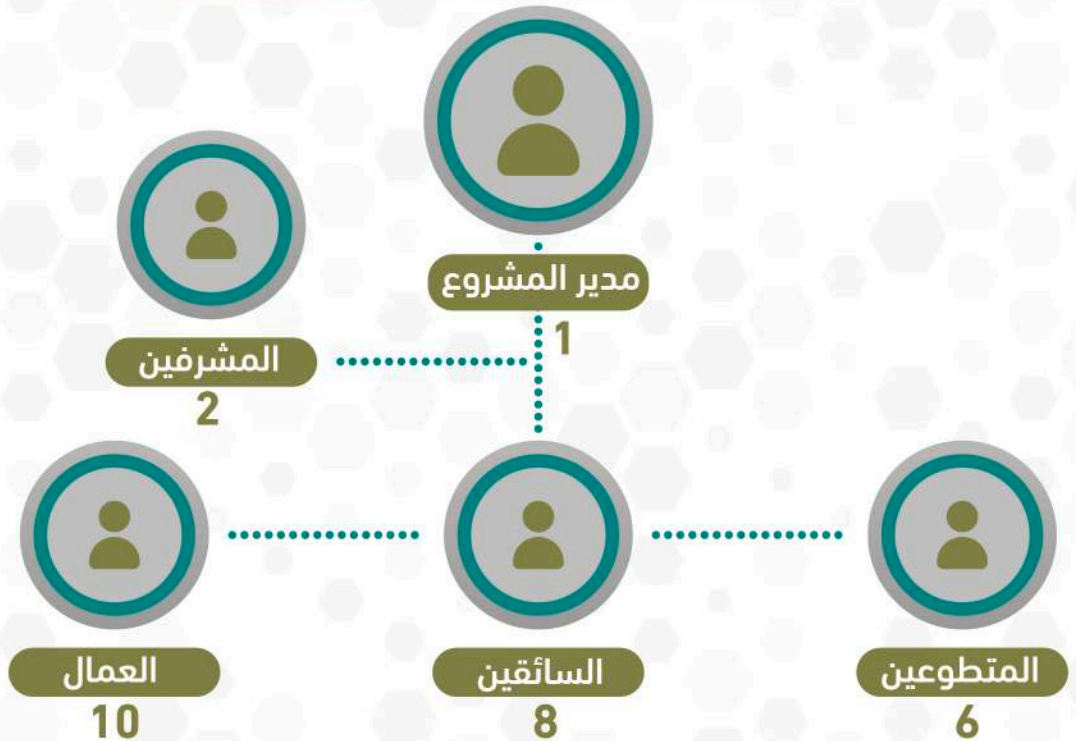 مدير المشروع
1
المشرفين
2
المتطوعين
6
السائقين
8
العمال
10